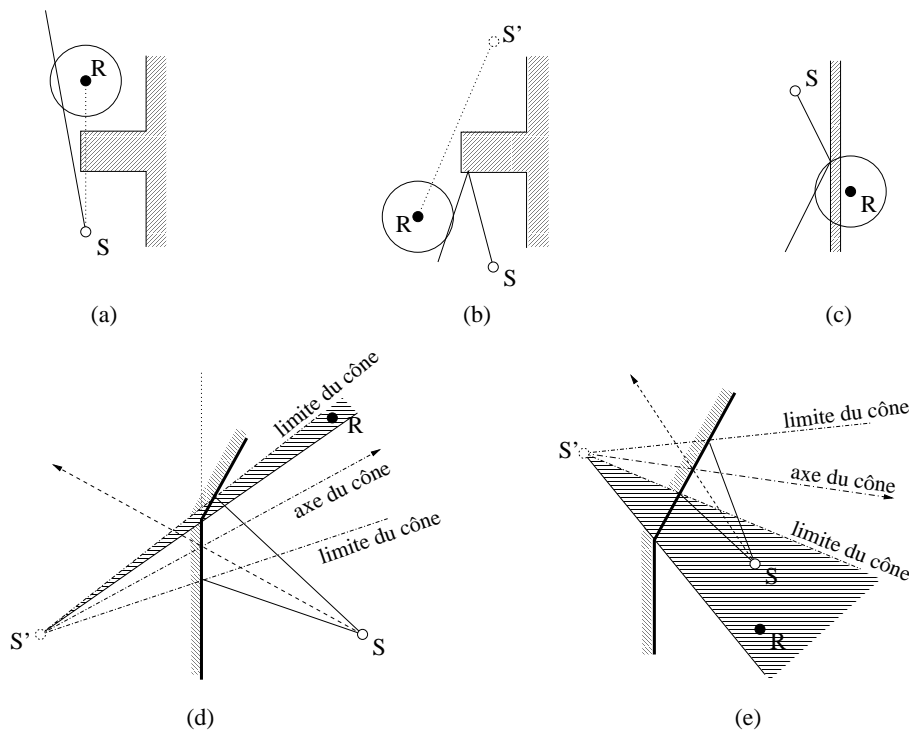 R
S
(a)
S'
R
S
(b)
S
R
(c)
limite du cône
R
axe du cône
limite du cône
S'
S
(d)
limite du cône
S'
axe du cône
limite du cône
S
R
(e)